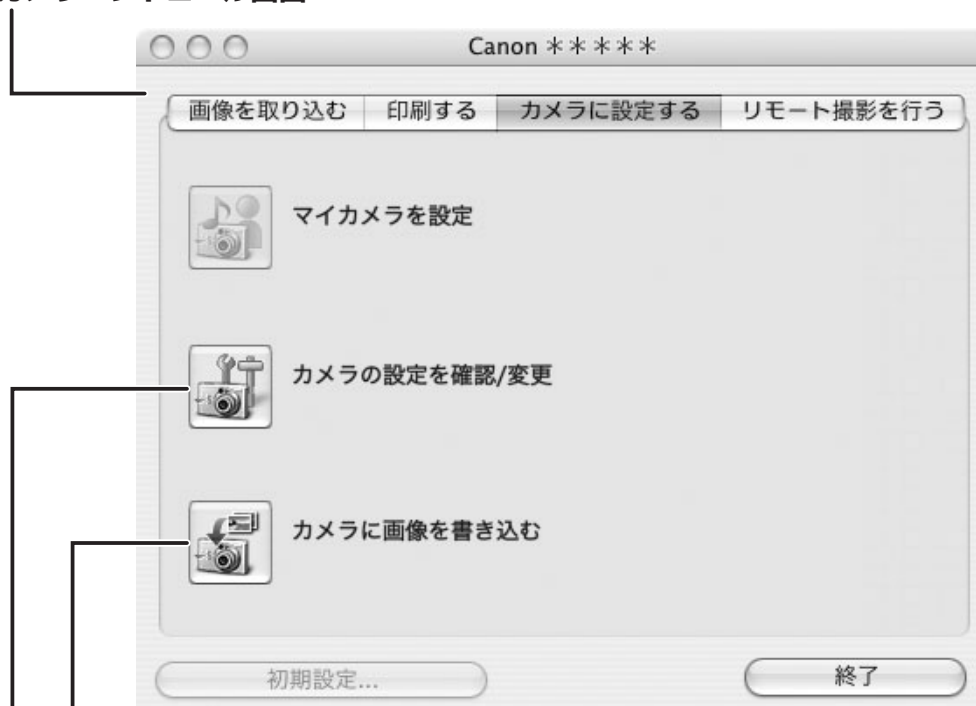 Canon ＊＊＊＊＊
画像を取り込む 印刷する カメラに設定する リモート撮影を行う
マイカメラを設定
カメラの設定を確認/変更
カメラに画像を書き込む
初期設定... 終了